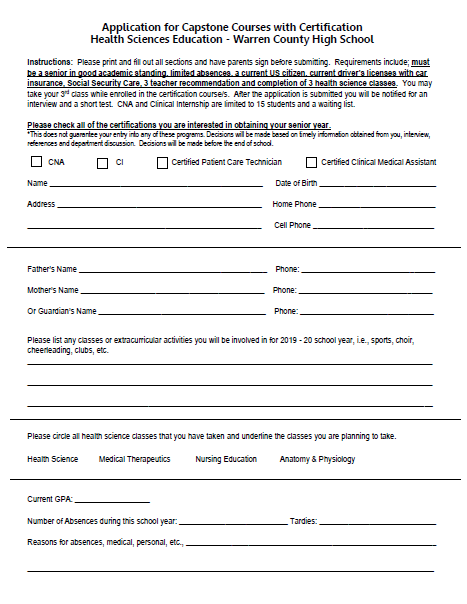 Application for Capstone Courses with Certification
Health Sciences Education - Warren County High School
Instructions: Please print and fill out all sections and have parents sign before submitting. Requirements include; must
be a senior in good academic standing, limited absences, a current US citizen, current driver's licenses with car
insurance, Social Security Care, 3 teacher recommendation and completion of 3 health science classes. You may
take your 3rd class while enrolled in the certification course/s. After the application is submitted you will be notified for an
interview and a short test. CNA and Clinical Internship are limited to 15 students and a waiting list.
Please check all of the certifications you are interested in obtaining your senior year.
*This does not guarantee your entry into any of these programs. Decisions will be made based on timely information obtained from you, interview,
references and department discussion. Decisions will be made before the end of school.
CNA CI Certified Patient Care Technician Certified Clinical Medical Assistant
Name Date of Birth
Address Home Phone
Cell Phone
Father's Name Phone:
Mother's Name Phone:
Or Guardian's Name Phone:
Please list any classes or extracurricular activities you will be involved in for 2019 - 20 school year, i.e., sports, choir,
cheerleading, clubs, etc.
Please circle all health science classes that you have taken and underline the classes you are planning to take.
Health Science Medical Therapeutics Nursing Education Anatomy & Physiology
Current GPA:
Number of Absences during this school year: Tardies:
Reasons for absences, medical, personal, etc.,